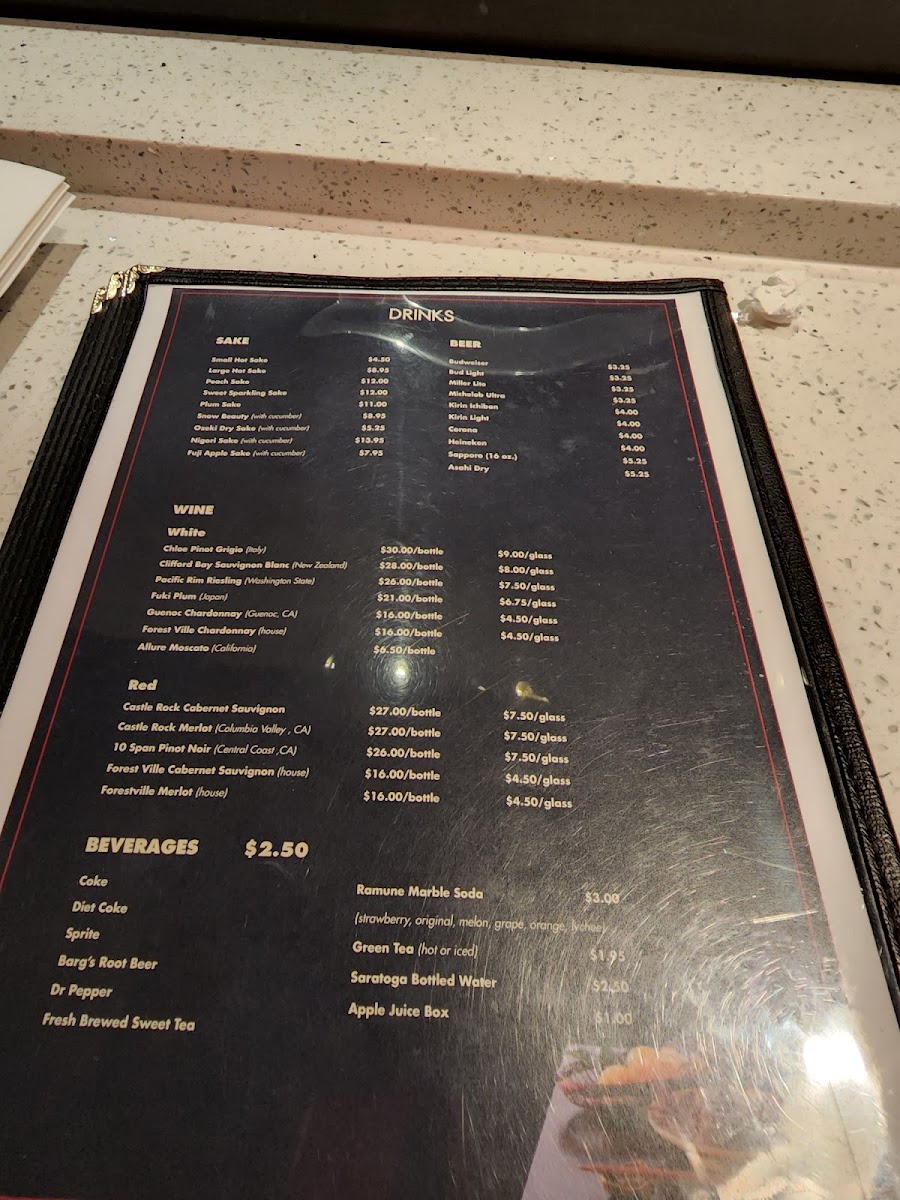 DRINKS
SAKE
Small Hot Sake $4.50
Large Hot Sake $8.95
Peach Sake $12.00
Sweet Sparkling Sake $12.00
Plum Sake $11.00
Snow Beauty (with cucumber) $8.95
Ozeki Dry Sake (with cucumber) $5.25
Nigori Sake (with cucumber) $13.95
Fuji Apple Sake (with cucumber) $7.95
BEER
Budweiser $3.25
Bud Light $3.25
Miller Lite $3.25
Michelob Ultra $3.25
Kirin Ichiban $4.00
Kirin Light $4.00
Corona $4.00
Heineken $4.00
Sapporo (16 oz.) $5.25
Asahi Dry $5.25
WINE
White
Chloe Pinot Grigio (Italy) $30.00/bottle $9.00/glass
Clifford Bay Sauvignon Blanc (New Zealand) $28.00/bottle $8.00/glass
Pacific Rim Riesling (Washington State) $26.00/bottle $7.50/glass
Fuki Plum (Japan) $21.00/bottle $6.75/glass
Guenoc Chardonnay (Guenoc, CA) $16.00/bottle $4.50/glass
Forest Ville Chardonnay (house) $16.00/bottle $4.50/glass
Allure Moscato (California) $6.50/bottle
Red
Castle Rock Cabernet Sauvignon $27.00/bottle $7.50/glass
Castle Rock Merlot (Columbia Valley , CA) $27.00/bottle $7.50/glass
10 Span Pinot Noir (Central Coast ,CA) $26.00/bottle $7.50/glass
Forest Ville Cabernet Sauvignon (house) $16.00/bottle $4.50/glass
Forestville Merlot (house) $16.00/bottle $4.50/glass
BEVERAGES $2.50
Coke
Diet Coke
Sprite
Barg's Root Beer
Dr Pepper
Fresh Brewed Sweet Tea
Ramune Marble Soda $3.00
(strawberry, original, melon, grape, orange, lychee)
Green Tea (hot or iced) $1.95
Saratoga Bottled Water $2.50
Apple Juice Box $1.00